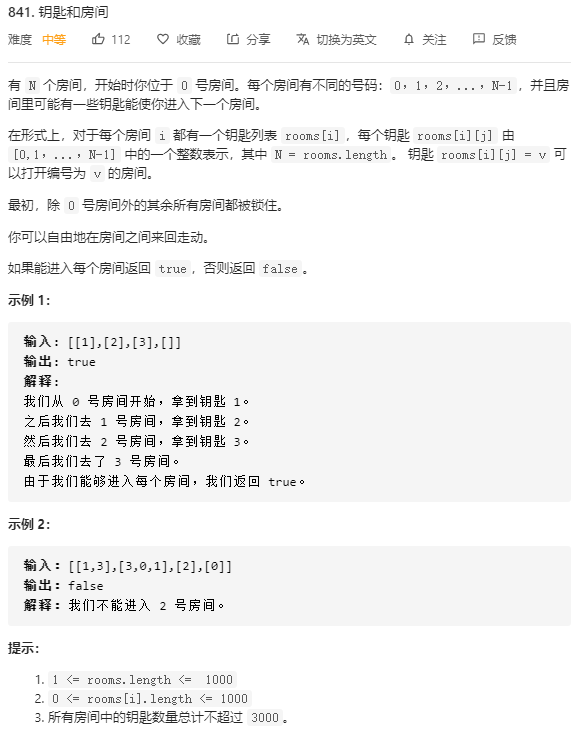 841. 钥匙和房间
难度 中等 112 收藏 分享 切换为英文 关注 反馈
有 N 个房间，开始时你位于 0 号房间。每个房间有不同的号码：0，1，2，...，N-1，并且房
间里可能有一些钥匙能使你进入下一个房间。
在形式上，对于每个房间 i 都有一个钥匙列表 rooms[i]，每个钥匙 rooms[i][j] 由
[0,1，...，N-1] 中的一个整数表示，其中 N = rooms.length。 钥匙 rooms[i][j] = v 可
以打开编号为 v 的房间。
最初，除 0 号房间外的其余所有房间都被锁住。
你可以自由地在房间之间来回走动。
如果能进入每个房间返回 true，否则返回 false。
示例 1：
输入: [[1],[2],[3],[]]
输出: true
解释:
我们从 0 号房间开始，拿到钥匙 1。
之后我们去 1 号房间，拿到钥匙 2。
然后我们去 2 号房间，拿到钥匙 3。
最后我们去了 3 号房间。
由于我们能够进入每个房间，我们返回 true。
示例 2：
输入：[[1,3],[3,0,1],[2],[0]]
输出：false
解释：我们不能进入 2 号房间。
提示：
1. 1 <= rooms.length <= 1000
2. 0 <= rooms[i].length <= 1000
3. 所有房间中的钥匙数量总计不超过 3000。